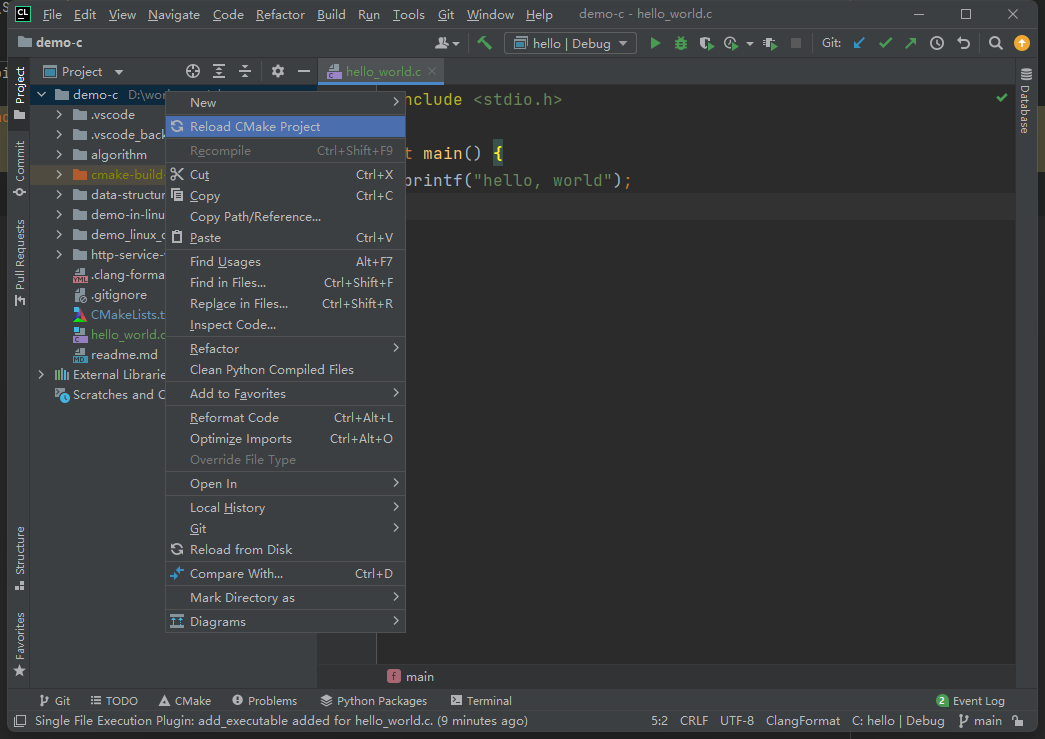 CL File Edit View Navigate Code Refactor Build Run Tools Git Window Help demo-c - hello_world.c
demo-c hello | Debug Git:
Project hello_world.c
demo-c D:\wor
.vscode
.vscode_back
algorithm
cmake-build-
data-structur
demo-in-linu
demo_linux_c
http-service-
.clang-forma
.gitignore
CMakeLists.t
hello_world.c
readme.md
External Librarie
Scratches and C
New
Reload CMake Project
Recompile Ctrl+Shift+F9
Cut Ctrl+X
Copy Ctrl+C
Copy Path/Reference...
Paste Ctrl+V
Find Usages Alt+F7
Find in Files... Ctrl+Shift+F
Replace in Files... Ctrl+Shift+R
Inspect Code...
Refactor
Clean Python Compiled Files
Add to Favorites
Reformat Code Ctrl+Alt+L
Optimize Imports Ctrl+Alt+O
Override File Type
Open In
Local History
Git
Reload from Disk
Compare With... Ctrl+D
Mark Directory as
Diagrams
nclude <stdio.h>
t main() {
printf("hello, world");
f main
Project
Commit
Pull Requests
Structure
Favorites
Database
Git TODO CMake Problems Python Packages Terminal 2 Event Log
Single File Execution Plugin: add_executable added for hello_world.c. (9 minutes ago) 5:2 CRLF UTF-8 ClangFormat C: hello | Debug main